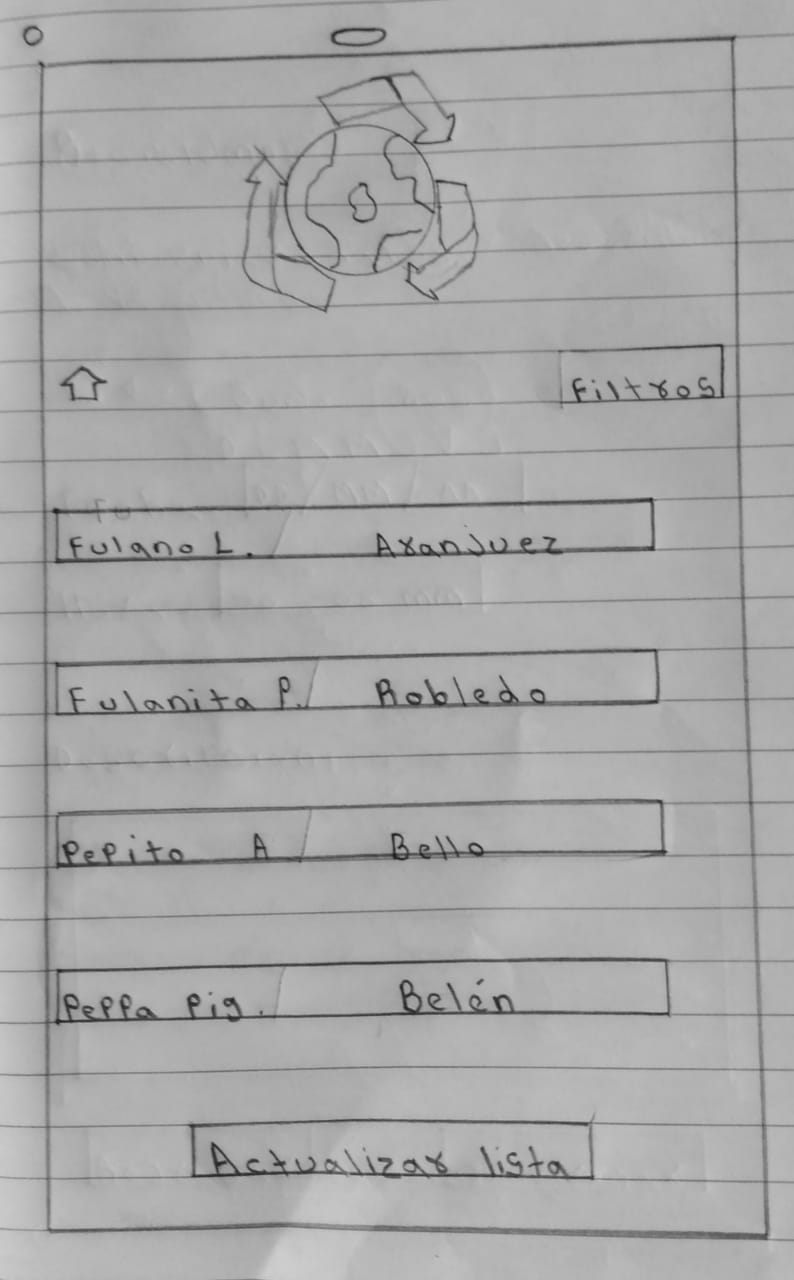 Filtros
Fulano L. / Aranjuez
Fulanita P. / Robledo
Pepito A / Bello
Peppa Pig. / Belén
Actualizar lista